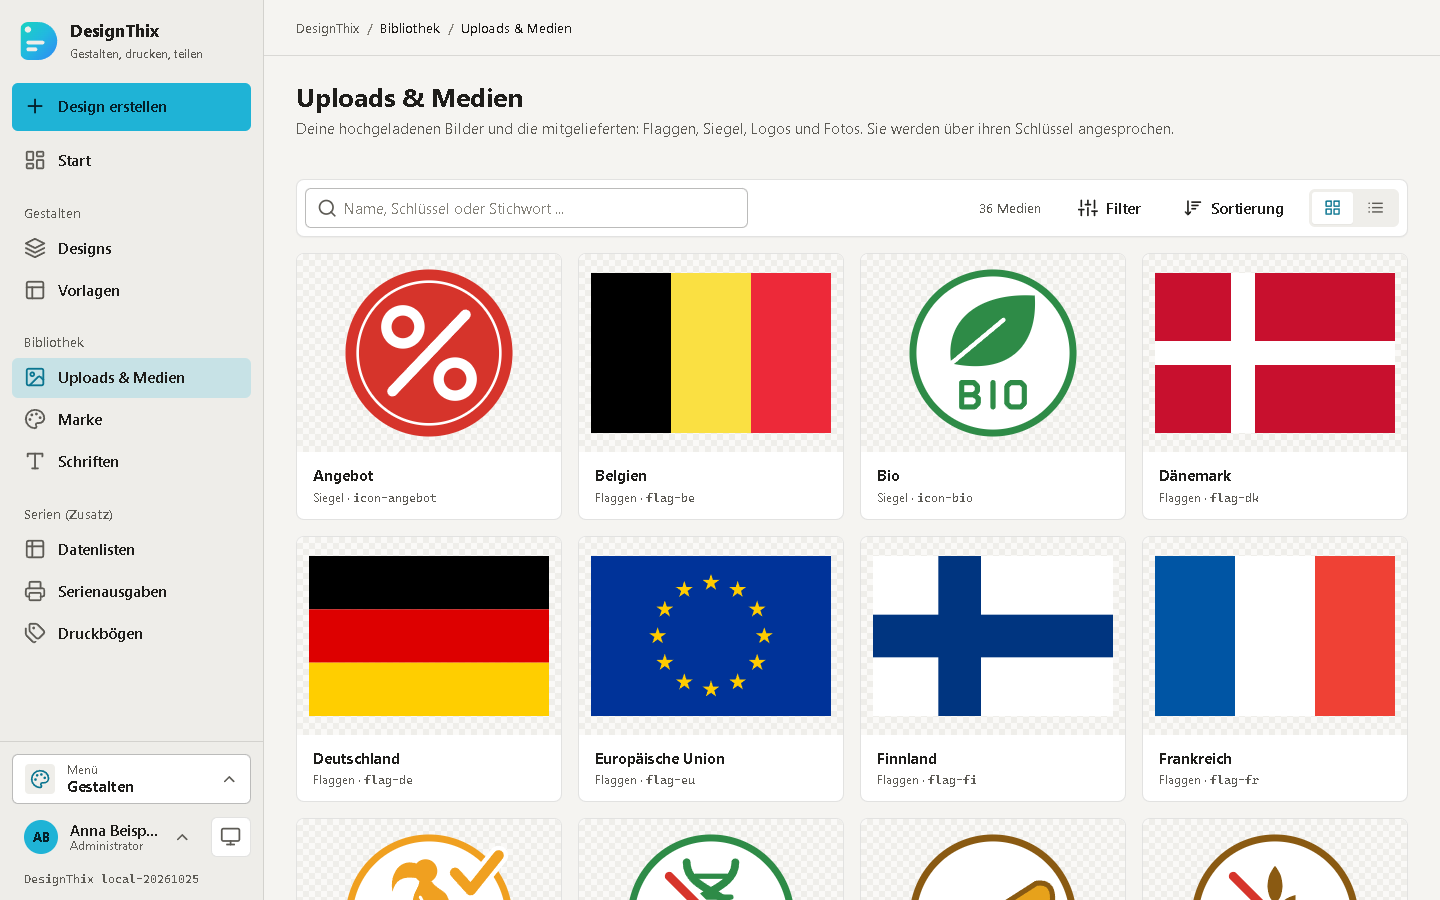 DesignThix
Gestalten, drucken, teilen
Design erstellen
Start
Gestalten
Designs
Vorlagen
Bibliothek
Uploads & Medien
Marke
Schriften
Serien (Zusatz)
Datenlisten
Serienausgaben
Druckbögen
Menü
Gestalten
AB
Anna Beisp...
Administrator
DesignThix local-20261025
DesignThix / Bibliothek / Uploads & Medien
Uploads & Medien
Deine hochgeladenen Bilder und die mitgelieferten: Flaggen, Siegel, Logos und Fotos. Sie werden über ihren Schlüssel angesprochen.
Name, Schlüssel oder Stichwort ...
36 Medien
Filter
Sortierung
Angebot
Siegel · icon-angebot
Belgien
Flaggen · flag-be
BIO
Bio
Siegel · icon-bio
Dänemark
Flaggen · flag-dk
Deutschland
Flaggen · flag-de
Europäische Union
Flaggen · flag-eu
Finnland
Flaggen · flag-fi
Frankreich
Flaggen · flag-fr